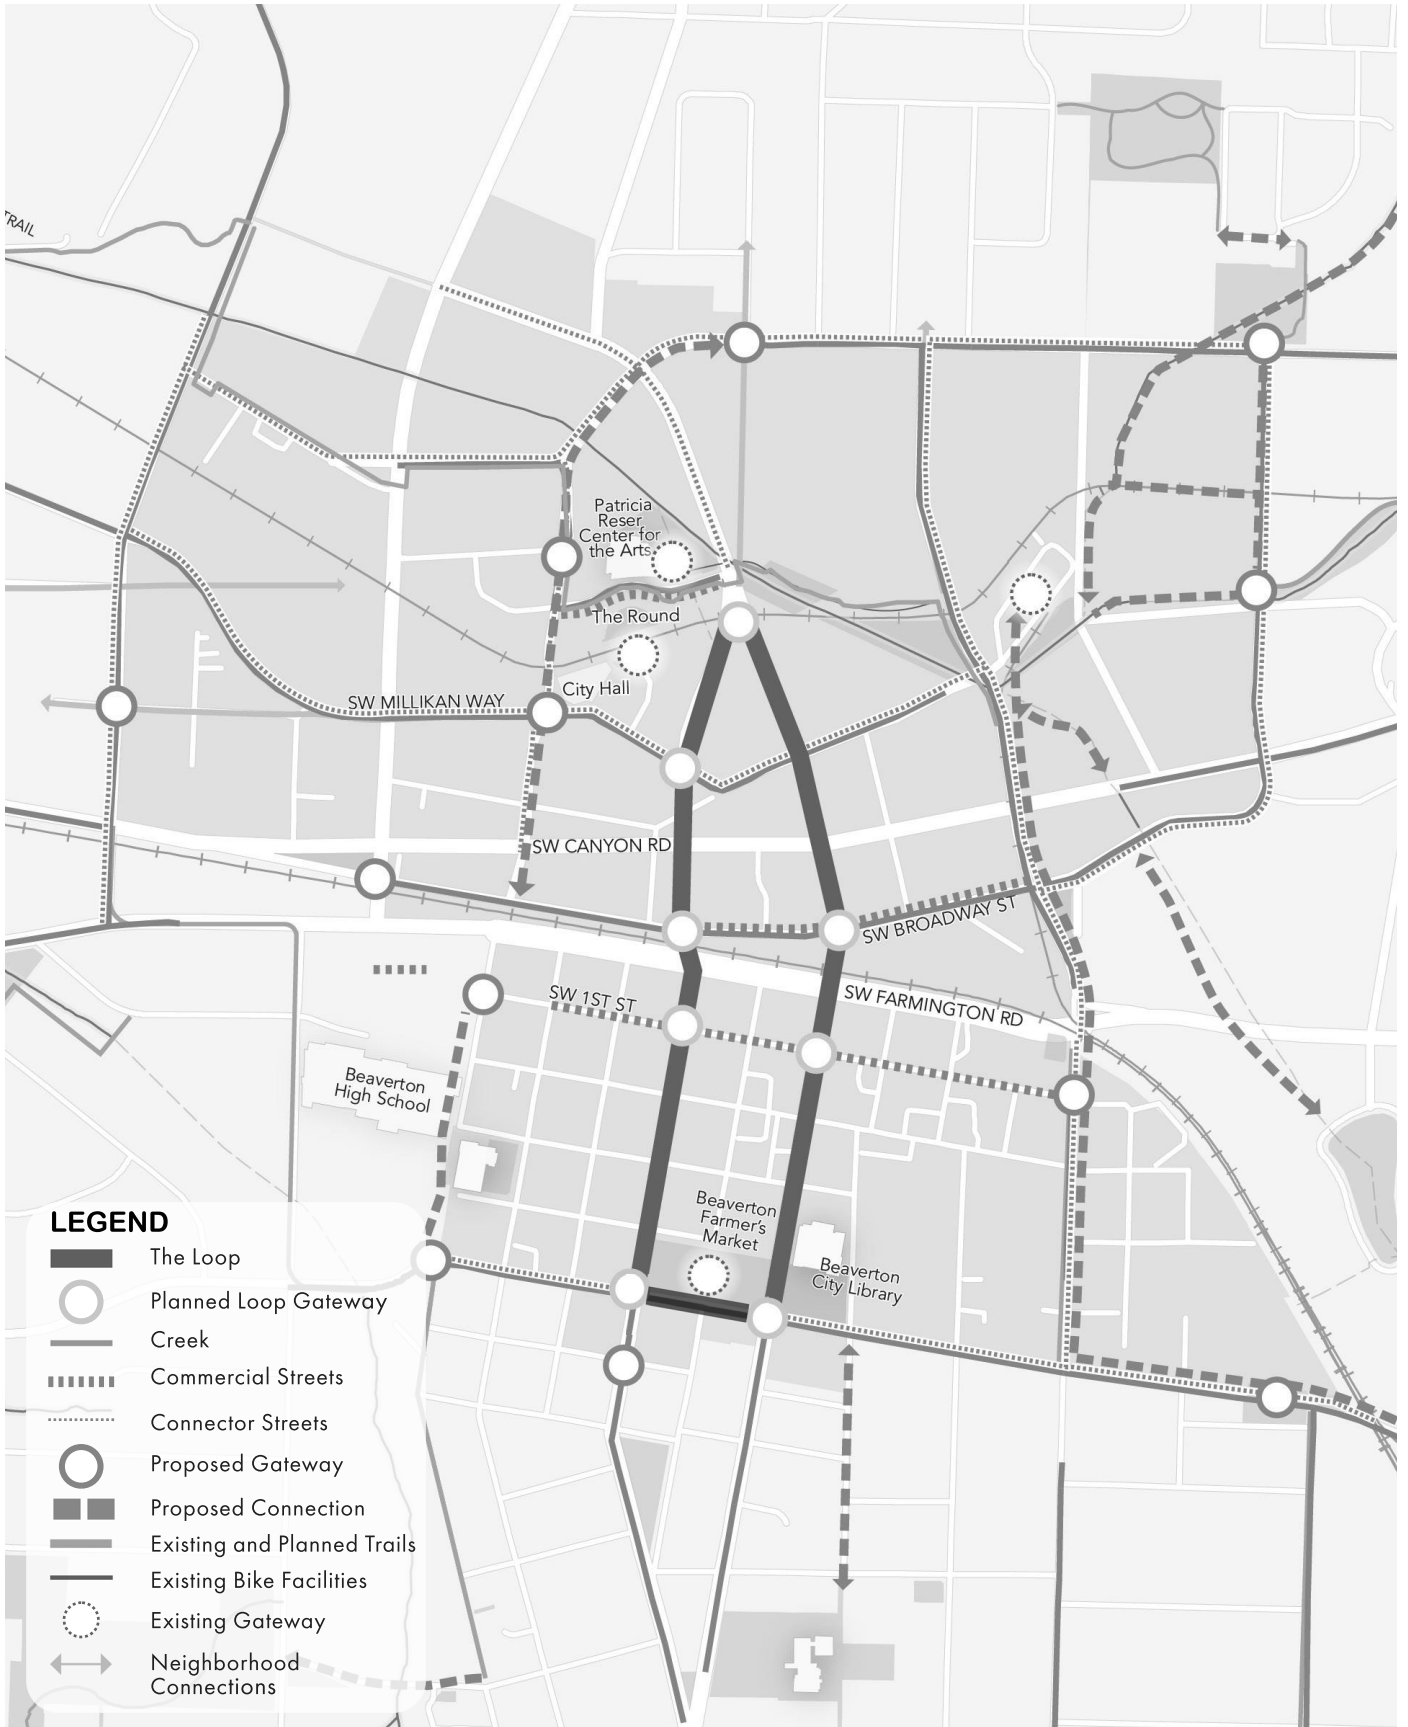 TRAIL
Patricia
Reser
Center for
the Arts
The Round
City Hall
SW MILLIKAN WAY
SW CANYON RD
SW BROADWAY ST
SW FARMINGTON RD
SW 1ST ST
Beaverton
High School
Beaverton
Farmer's
Market
Beaverton
City Library
LEGEND
The Loop
Planned Loop Gateway
Creek
Commercial Streets
Connector Streets
Proposed Gateway
Proposed Connection
Existing and Planned Trails
Existing Bike Facilities
Existing Gateway
Neighborhood
Connections